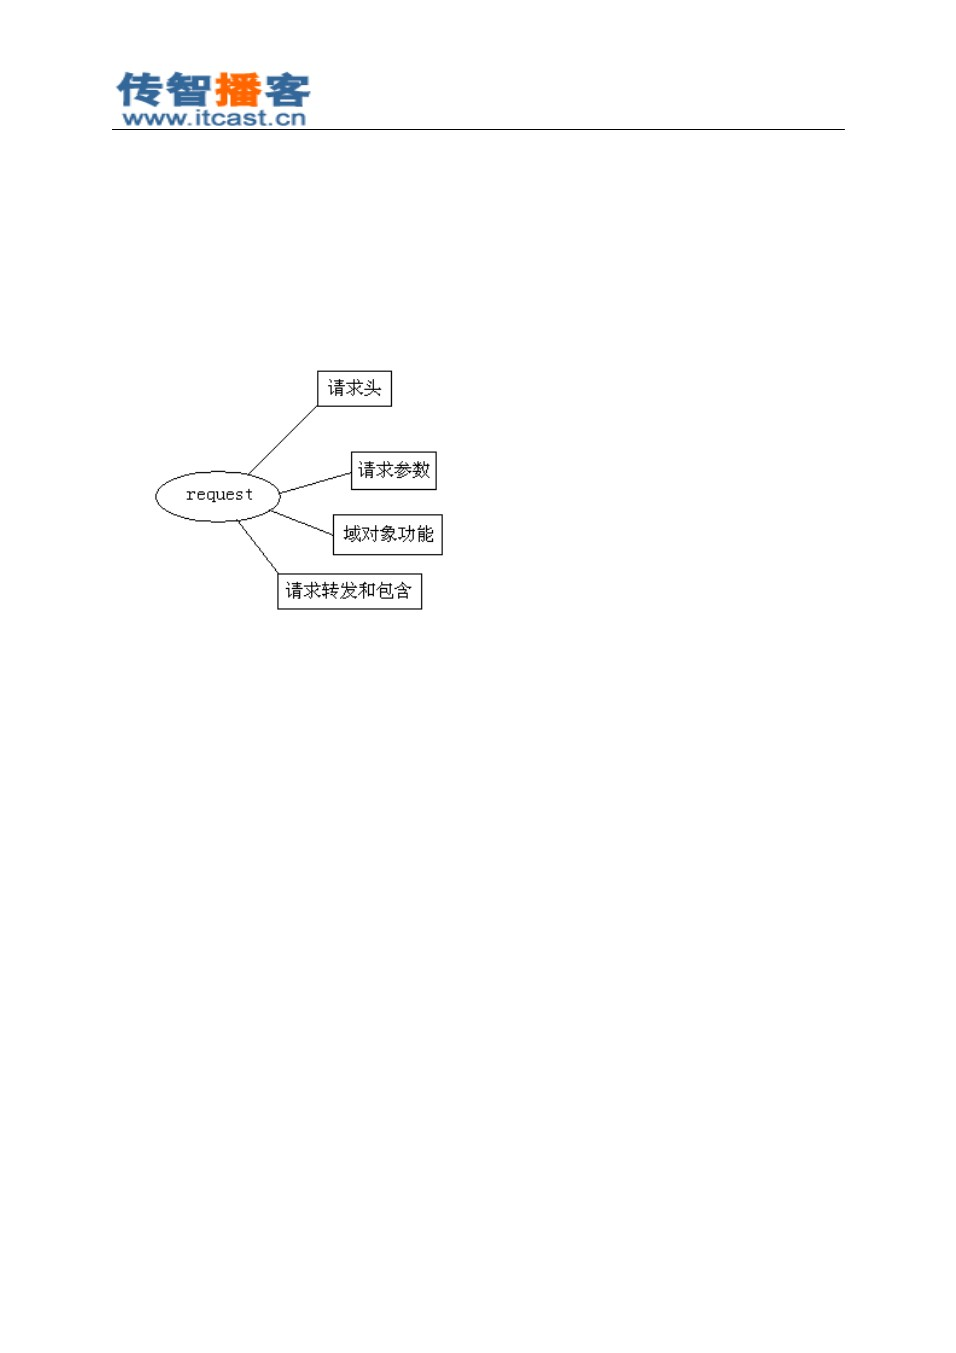 传智播客
www.itcast.cn
请求头
请求参数
request
域对象功能
请求转发和包含